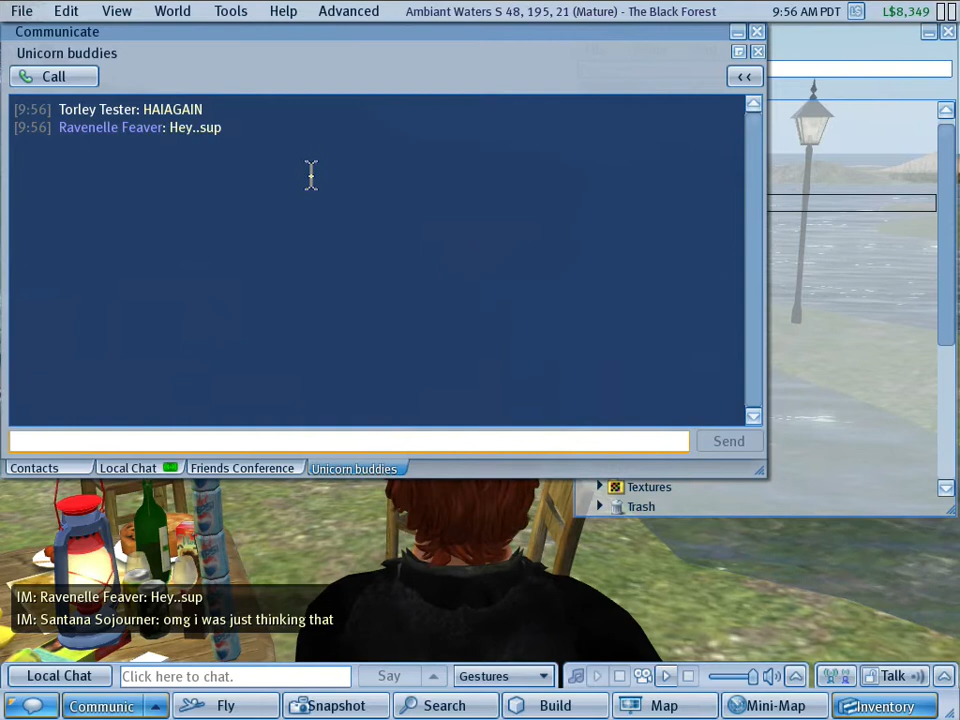 File Edit View World Tools Help Advanced Ambiant Waters S 48, 195, 21 (Mature) - The Black Forest 9:56 AM PDT L$8,349
Communicate
Unicorn buddies
Call <<
[9:56] Torley Tester: HAIAGAIN
[9:56] Ravenelle Feaver: Hey..sup
Send
Contacts Local Chat Friends Conference Unicorn buddies
Textures
Trash
IM: Ravenelle Feaver: Hey..sup
IM: Santana Sojourner: omg i was just thinking that
Local Chat Click here to chat. Say Gestures Talk
Communic Fly Snapshot Search Build Map Mini-Map Inventory